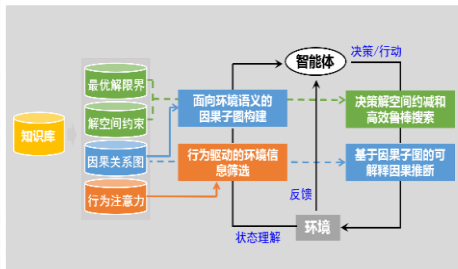 智能体
决策/行动
最优解限界
解空间约束
因果关系图
行为注意力
知识库
面向环境语义的
因果子图构建
行为驱动的环境信
息筛选
决策解空间约减和
高效鲁棒搜索
基于因果子图的可
解释因果推断
反馈
环境
状态理解